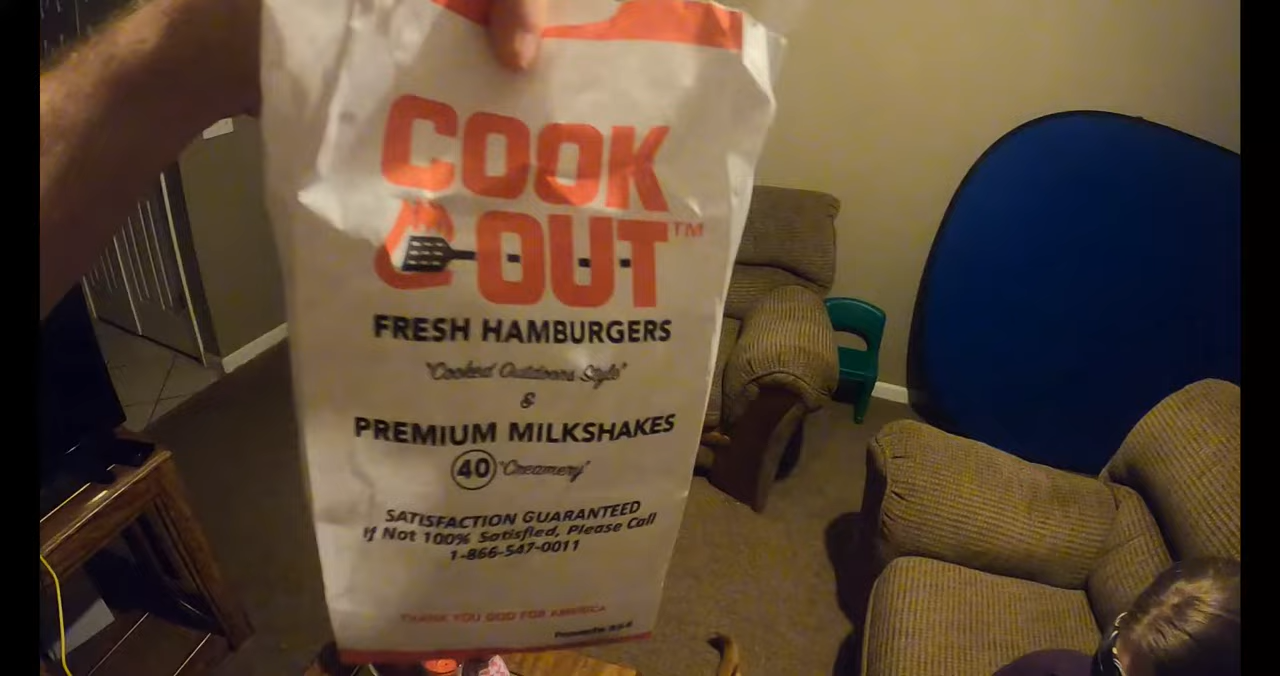 COOK
OUT™
FRESH HAMBURGERS
"Cooked Outdoors Style"
&
PREMIUM MILKSHAKES
40 "Creamery"
SATISFACTION GUARANTEED
If Not 100% Satisfied, Please Call
1-866-547-0011
THANK YOU GOD FOR AMERICA